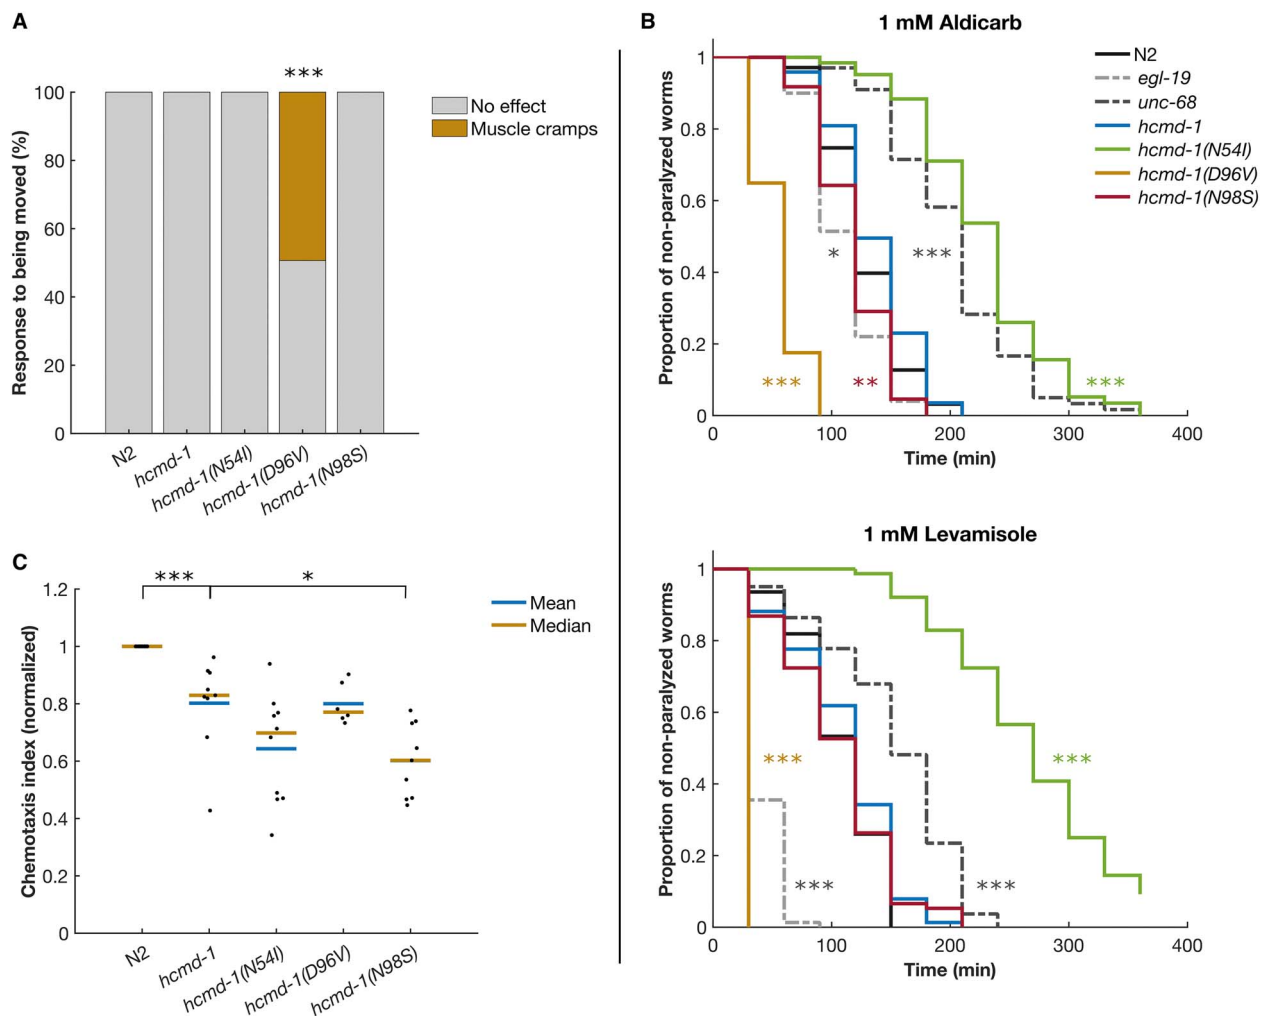 A
***
100
80
60
40
20
0
Response to being moved (%)
No effect
Muscle cramps
N2
hcmd-1
hcmd-1(N54I)
hcmd-1(D96V)
hcmd-1(N98S)
B
1 mM Aldicarb
1
0.8
0.6
0.4
0.2
0
Proportion of non-paralyzed worms
N2
egl-19
unc-68
hcmd-1
hcmd-1(N54I)
hcmd-1(D96V)
hcmd-1(N98S)
*
***
***
**
***
0
100
200
300
400
Time (min)
1 mM Levamisole
1
0.8
0.6
0.4
0.2
0
Proportion of non-paralyzed worms
***
***
***
***
0
100
200
300
400
Time (min)
C
***
*
1.2
1
0.8
0.6
0.4
0.2
0
Chemotaxis index (normalized)
Mean
Median
N2
hcmd-1
hcmd-1(N54I)
hcmd-1(D96V)
hcmd-1(N98S)